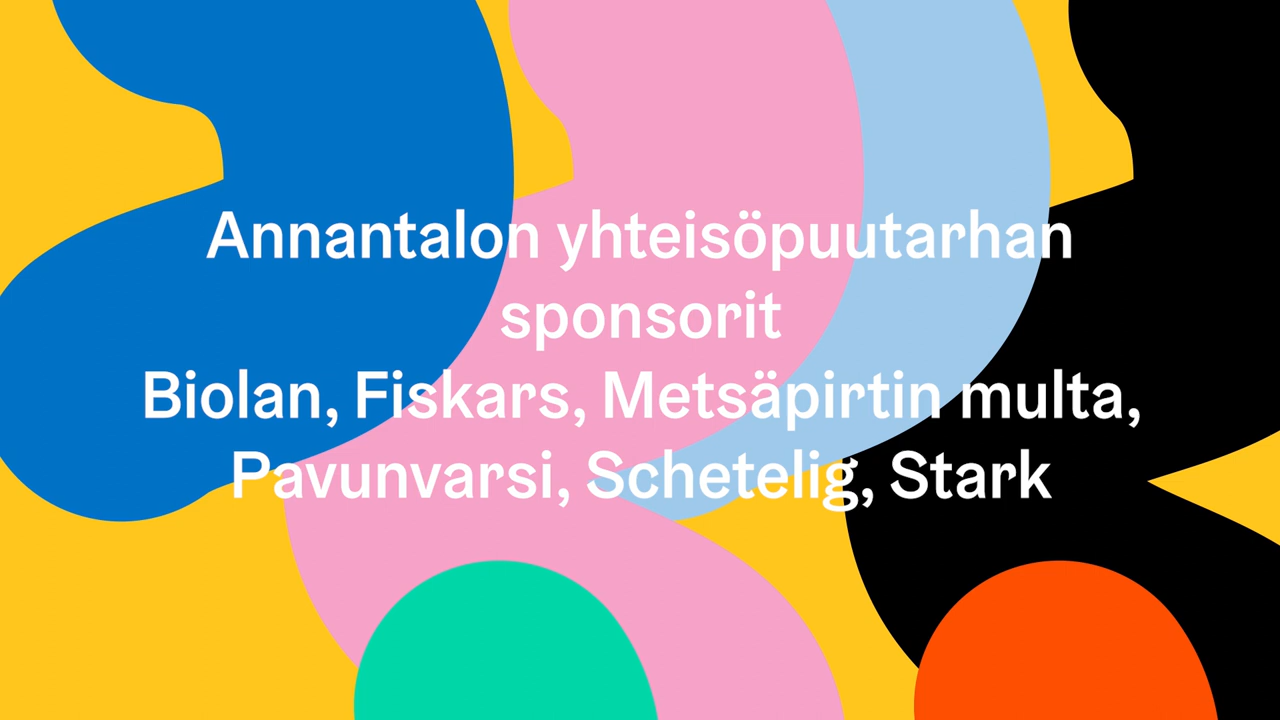 Annantalon yhteisöpuutarhan
sponsorit
Biolan, Fiskars, Metsäpirtin multa,
Pavunvarsi, Schetelig, Stark